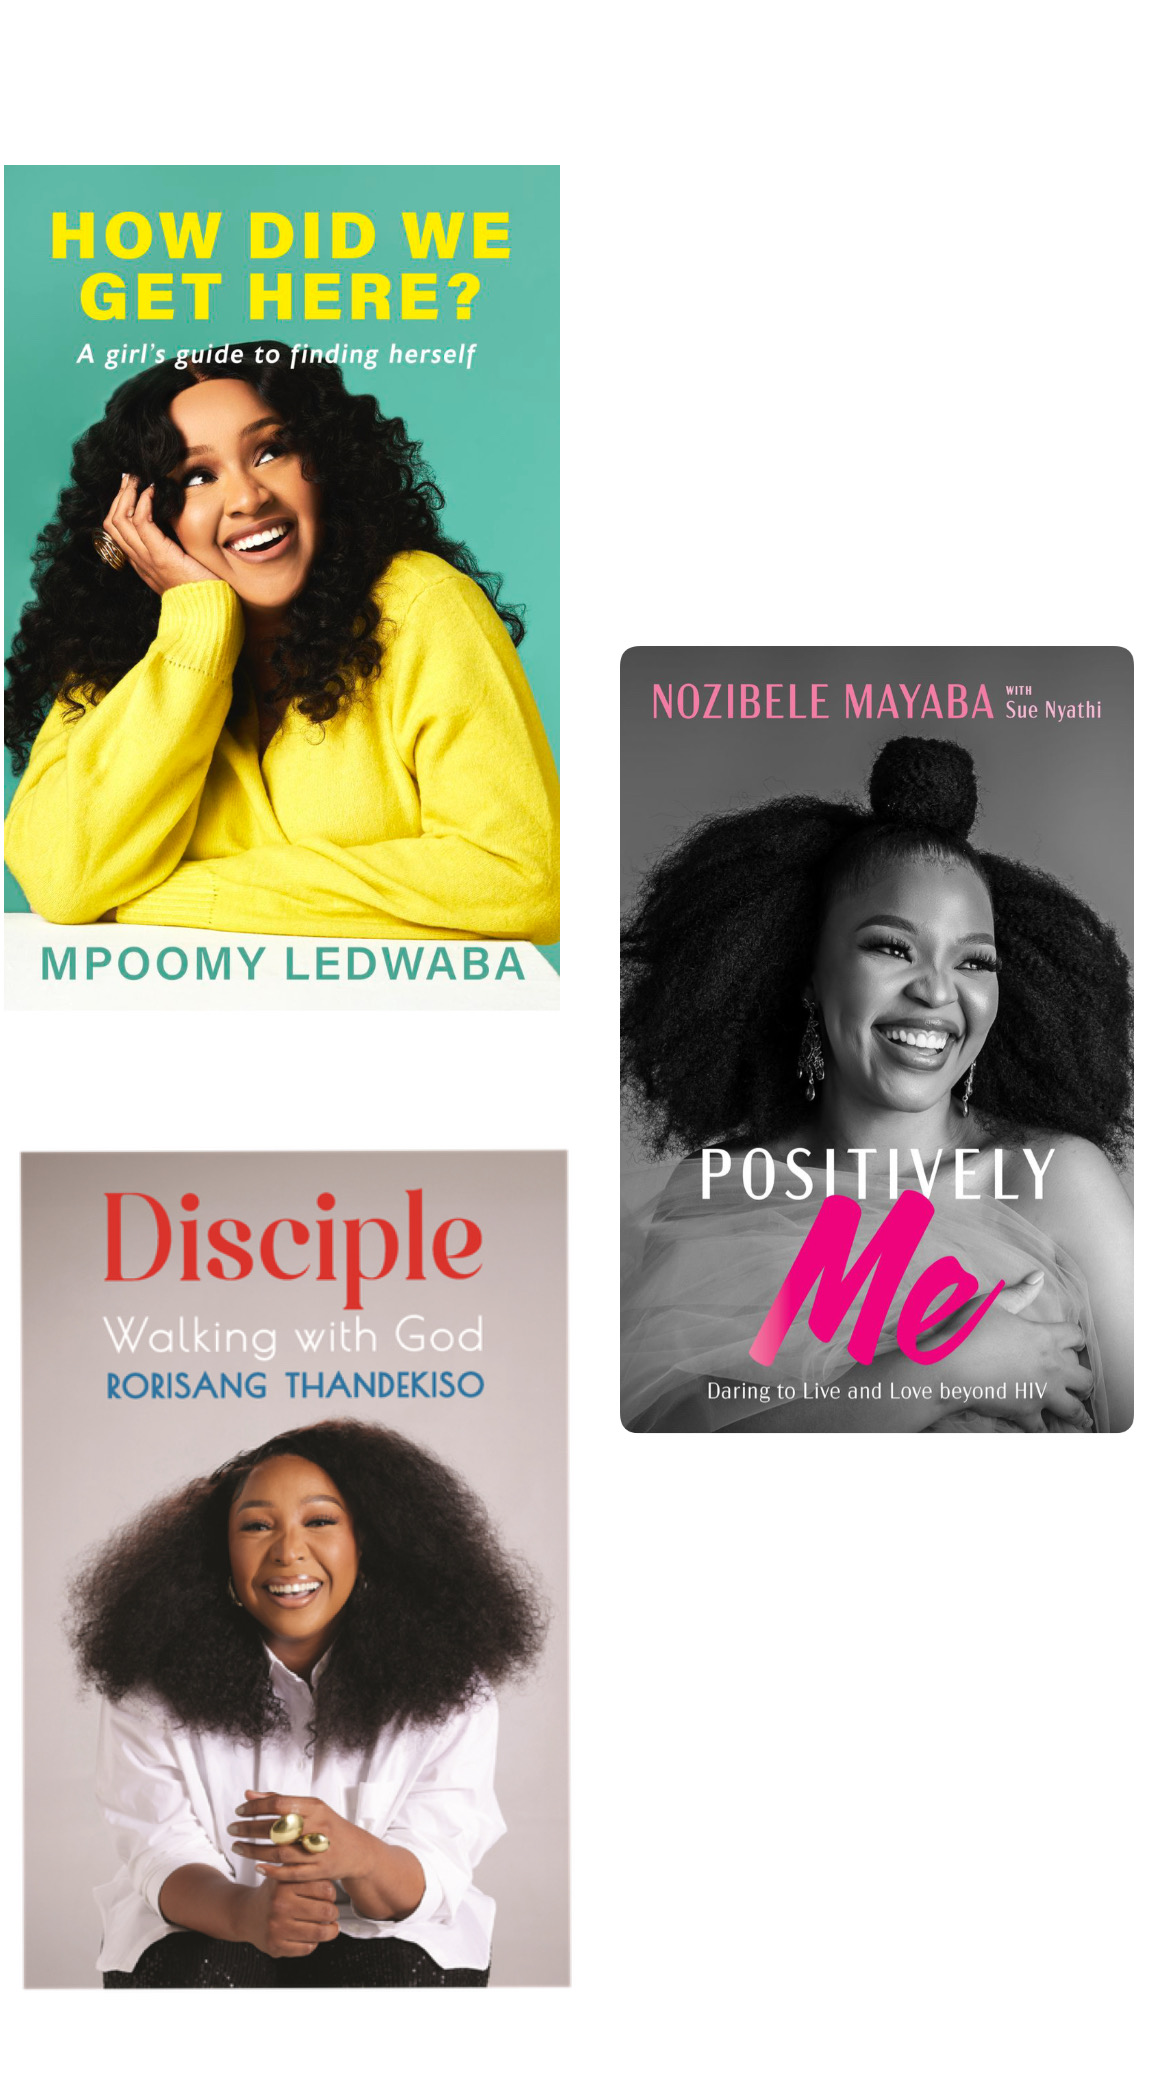 HOW DID WE
GET HERE?
A girl's guide to finding herself
MPOOMY LEDWABA
NOZIBELE MAYABA WITH
Sue Nyathi
POSITIVELY
Me
Daring to Live and Love beyond HIV
Disciple
Walking with God
RORISANG THANDEKISO